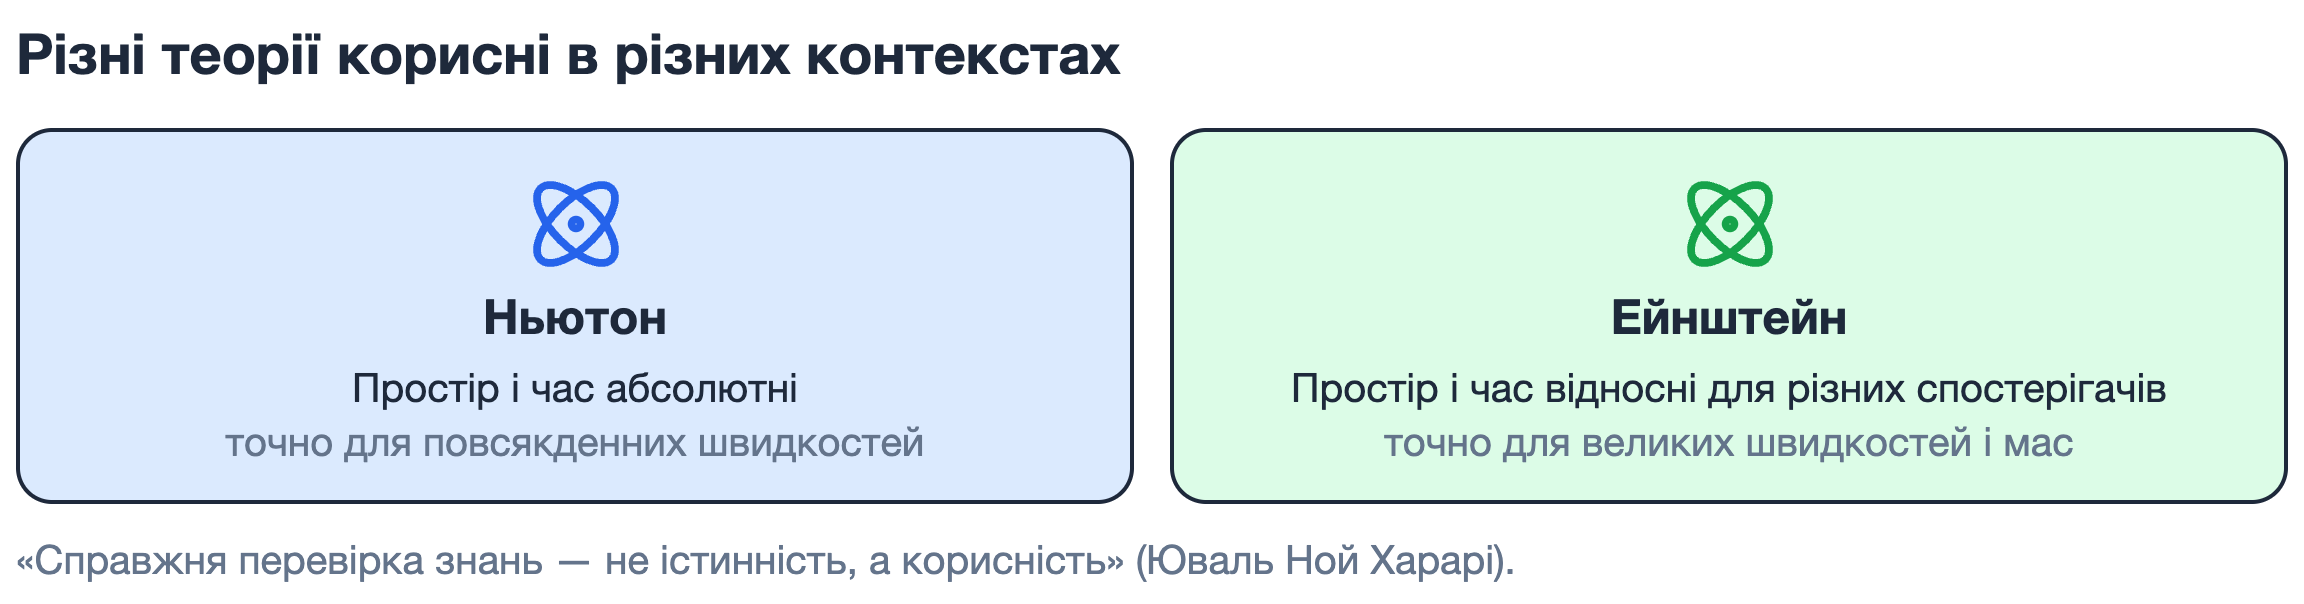 Різні теорії корисні в різних контекстах
Ньютон
Простір і час абсолютні
точно для повсякденних швидкостей
Ейнштейн
Простір і час відносні для різних спостерігачів
точно для великих швидкостей і мас
«Справжня перевірка знань — не істинність, а корисність» (Юваль Ной Харарі).